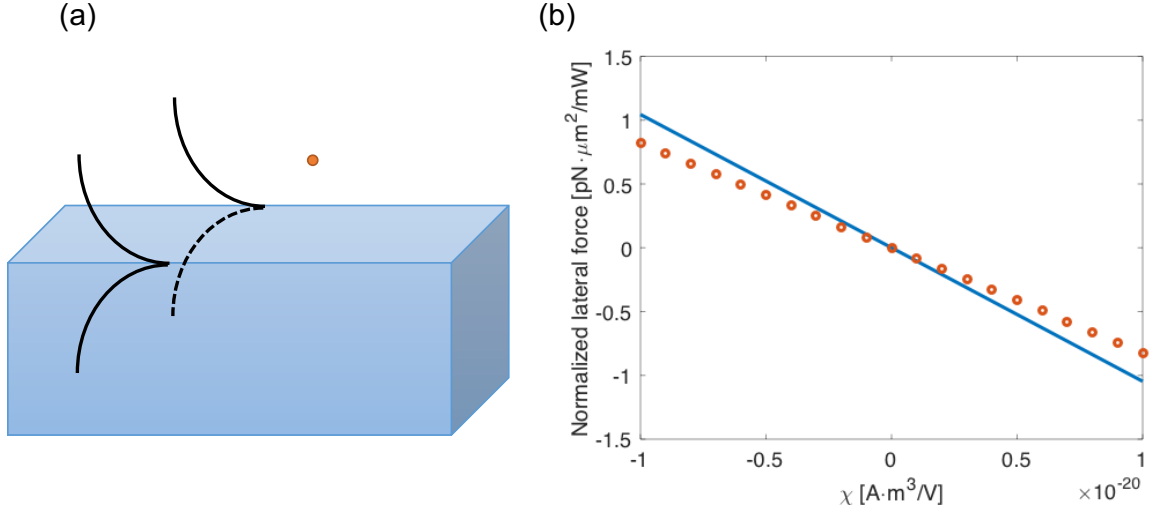 (a)
(b)
Normalized lateral force [pN·μm²/mW]
1.5
1
0.5
0
-0.5
-1
-1.5
-1 -0.5 0 0.5 1
χ [A·m³/V]
×10⁻²⁰